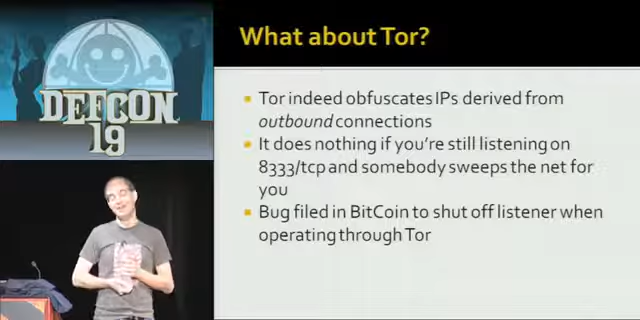 DEFCON
19
What about Tor?
Tor indeed obfuscates IPs derived from
outbound connections
It does nothing if you're still listening on
8333/tcp and somebody sweeps the net for
you
Bug filed in BitCoin to shut off listener when
operating through Tor